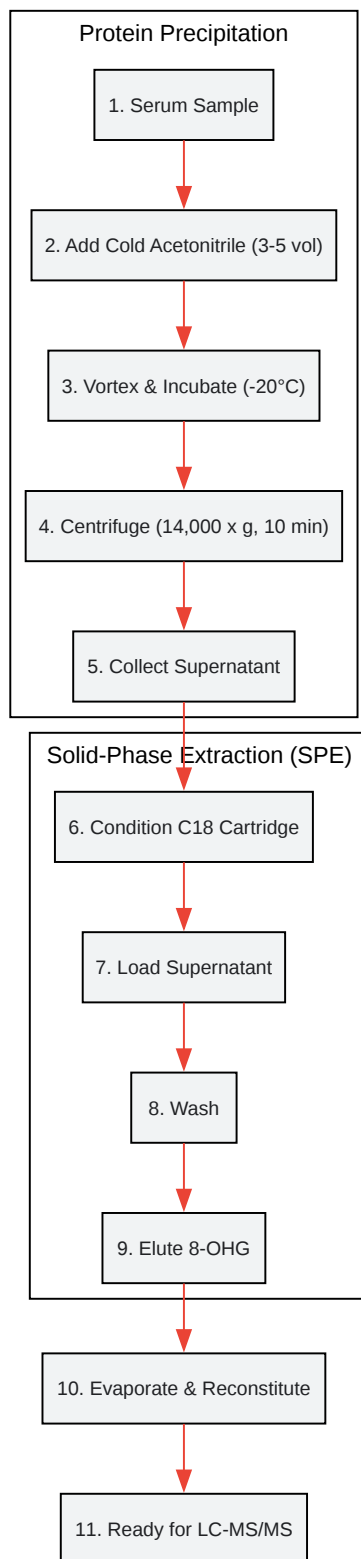 Protein Precipitation
1. Serum Sample
2. Add Cold Acetonitrile (3-5 vol)
3. Vortex & Incubate (-20°C)
4. Centrifuge (14,000 x g, 10 min)
5. Collect Supernatant
Solid-Phase Extraction (SPE)
6. Condition C18 Cartridge
7. Load Supernatant
8. Wash
9. Elute 8-OHG
10. Evaporate & Reconstitute
11. Ready for LC-MS/MS